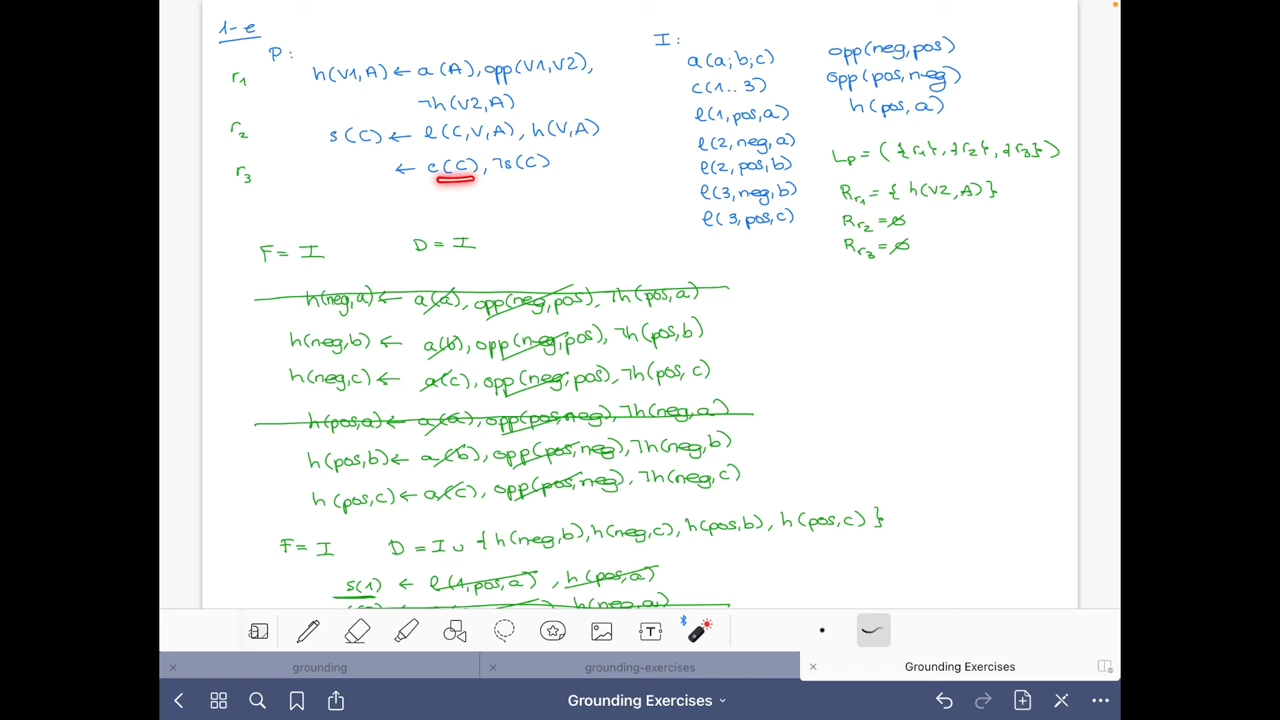 1-e
P:
r1 h(V1,A) ← a(A), opp(V1,V2),
¬h(V2,A)
r2 s(C) ← l(C,V,A), h(V,A)
r3 ← c(C), ¬s(C)
I:
a(a;b;c)
c(1..3)
l(1,pos,a)
l(2,neg,a)
l(2,pos,b)
l(3,neg,b)
l(3,pos,c)
opp(neg,pos)
opp(pos,neg)
h(pos,a)
Lp = ({r1}, {r2}, {r3})
Rr1 = {h(V2,A)}
Rr2 = ∅
Rr3 = ∅
F = I D = I
h(neg,a) ← a(a), opp(neg,pos), ¬h(pos,a)
h(neg,b) ← a(b), opp(neg,pos), ¬h(pos,b)
h(neg,c) ← a(c), opp(neg,pos), ¬h(pos,c)
h(pos,a) ← a(a), opp(pos,neg), ¬h(neg,a)
h(pos,b) ← a(b), opp(pos,neg), ¬h(neg,b)
h(pos,c) ← a(c), opp(pos,neg), ¬h(neg,c)
F = I D = I ∪ {h(neg,b), h(neg,c), h(pos,b), h(pos,c)}
s(1) ← l(1,pos,a), h(pos,a)
h(neg,a)
T
grounding
grounding-exercises
Grounding Exercises
Grounding Exercises